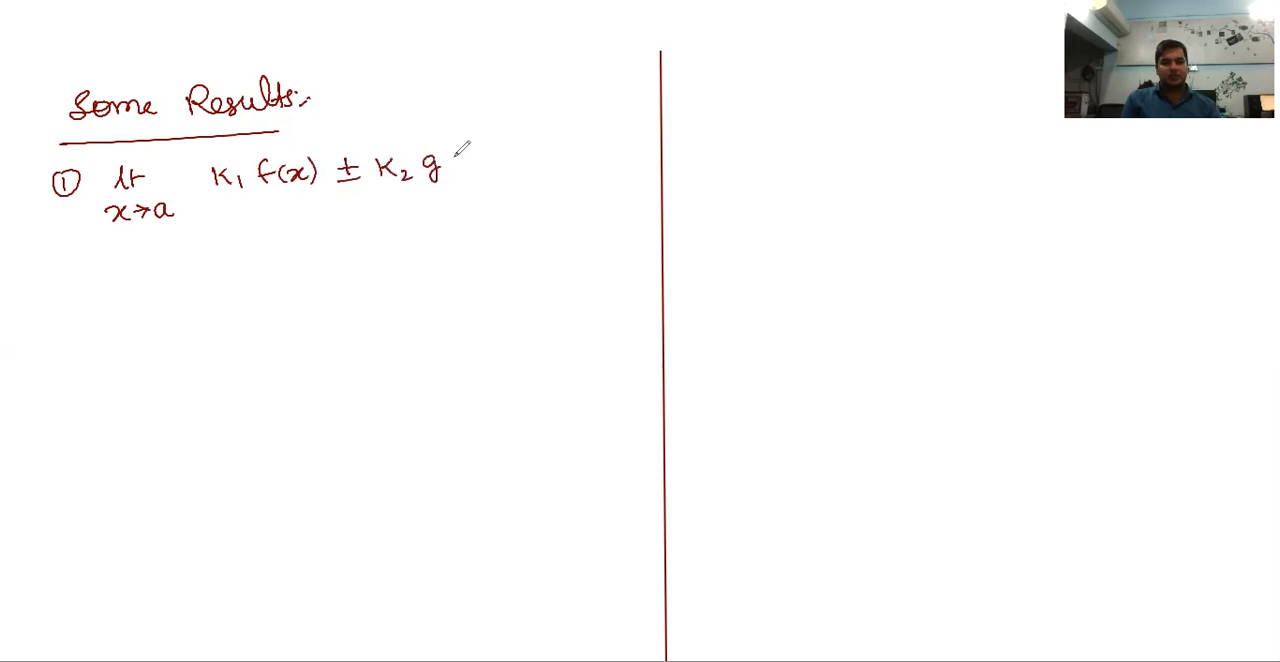 Some Results:-
① lt K₁ f(x) ± K₂ g
x→a